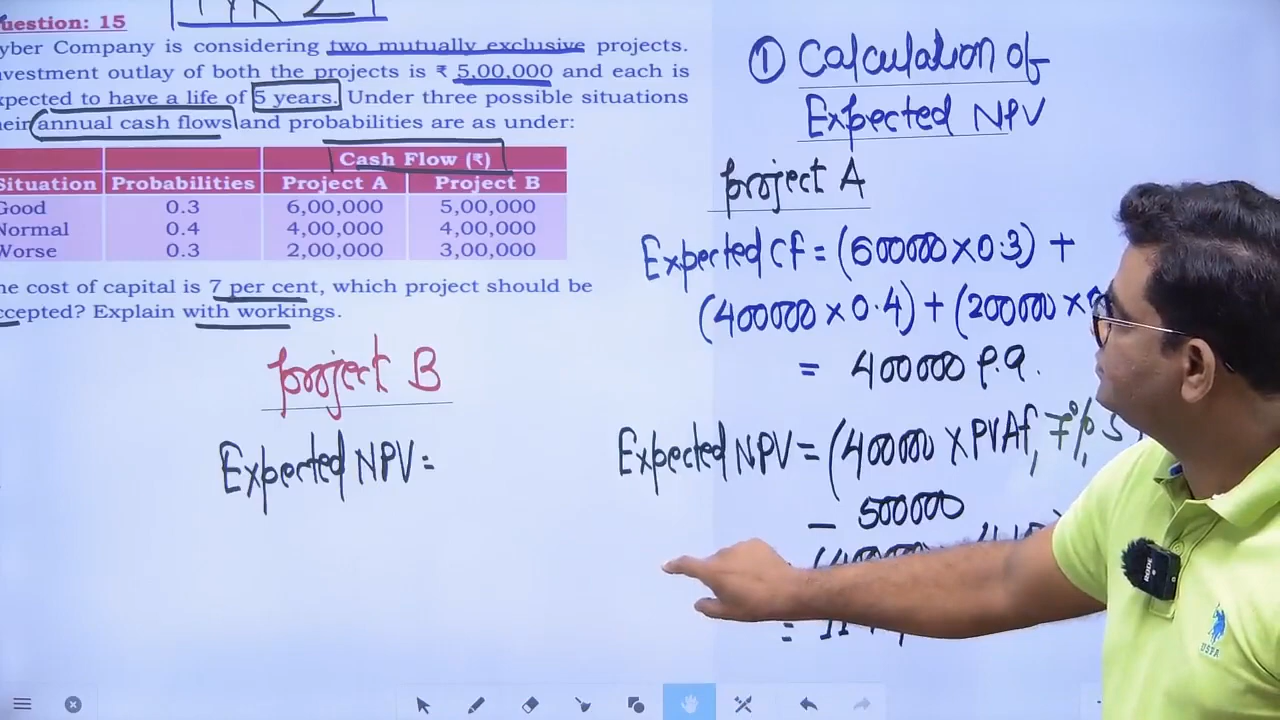 uestion: 15
yber Company is considering two mutually exclusive projects.
nvestment outlay of both the projects is ₹ 5,00,000 and each is
xpected to have a life of 5 years. Under three possible situations
heir annual cash flows and probabilities are as under:
Cash Flow (₹)
Situation Probabilities Project A Project B
Good 0.3 6,00,000 5,00,000
Normal 0.4 4,00,000 4,00,000
Worse 0.3 2,00,000 3,00,000
he cost of capital is 7 per cent, which project should be
ccepted? Explain with workings.
Project B
Expected NPV =
① Calculation of
Expected NPV
Project A
Expected CF = (600000 × 0.3) +
(400000 × 0.4) + (200000 ×
= 400000 P.a.
Expected NPV = (400000 × PVAf, 7%, 5
- 500000
=
RODE
USPA